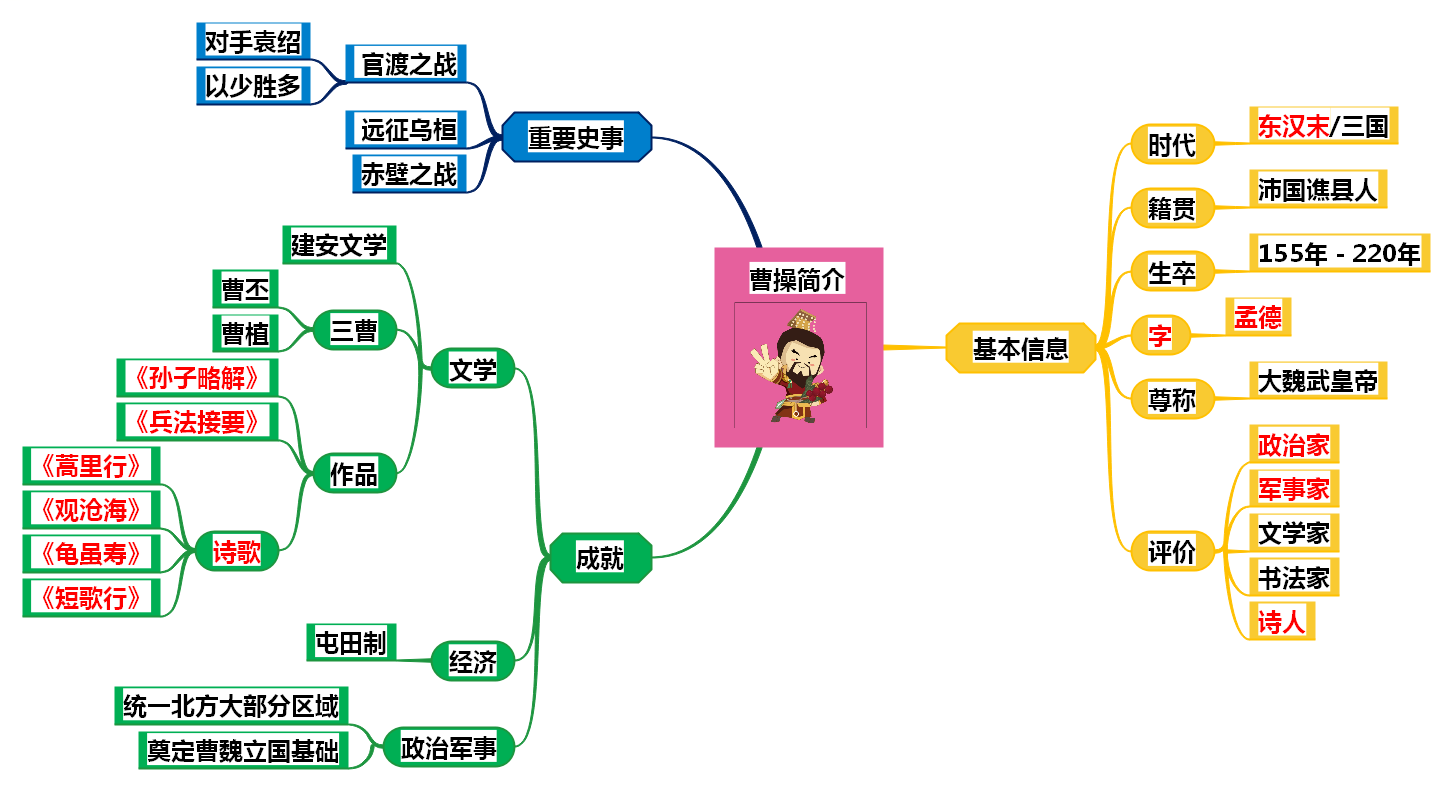 曹操简介
基本信息
时代
东汉末/三国
籍贯
沛国谯县人
生卒
155年－220年
字
孟德
尊称
大魏武皇帝
评价
政治家
军事家
文学家
书法家
诗人
重要史事
官渡之战
对手袁绍
以少胜多
远征乌桓
赤壁之战
成就
文学
建安文学
三曹
曹丕
曹植
作品
《孙子略解》
《兵法接要》
诗歌
《蒿里行》
《观沧海》
《龟虽寿》
《短歌行》
经济
屯田制
政治军事
统一北方大部分区域
奠定曹魏立国基础